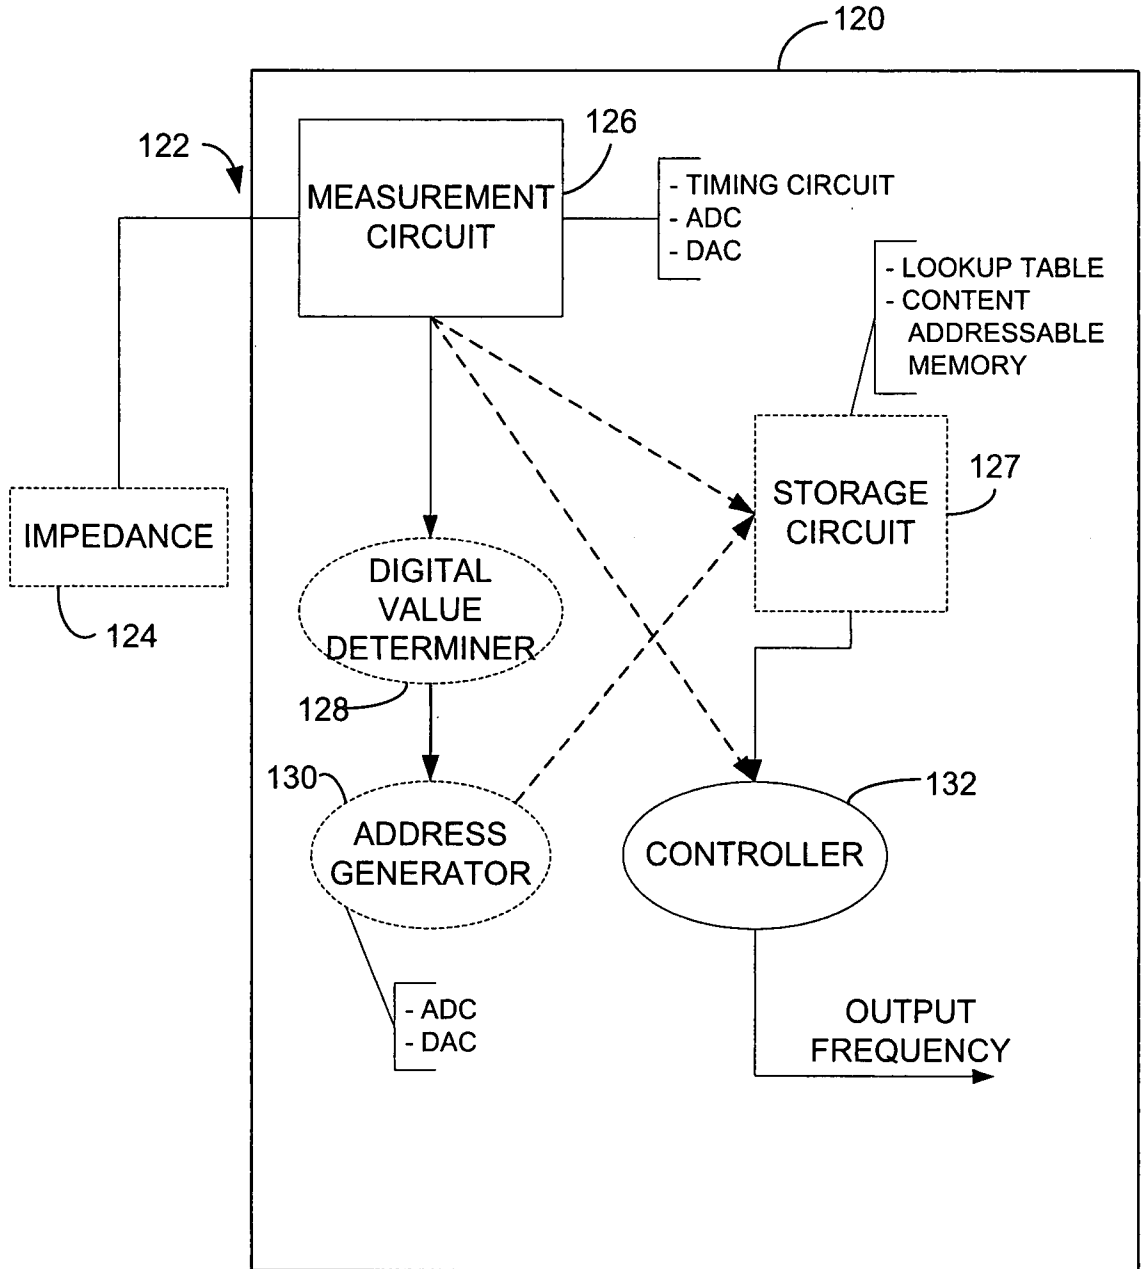 120
122
126
MEASUREMENT
CIRCUIT
- TIMING CIRCUIT
- ADC
- DAC
- LOOKUP TABLE
- CONTENT
ADDRESSABLE
MEMORY
127
STORAGE
CIRCUIT
IMPEDANCE
124
DIGITAL
VALUE
DETERMINER
128
130
132
ADDRESS
GENERATOR
CONTROLLER
- ADC
- DAC
OUTPUT
FREQUENCY